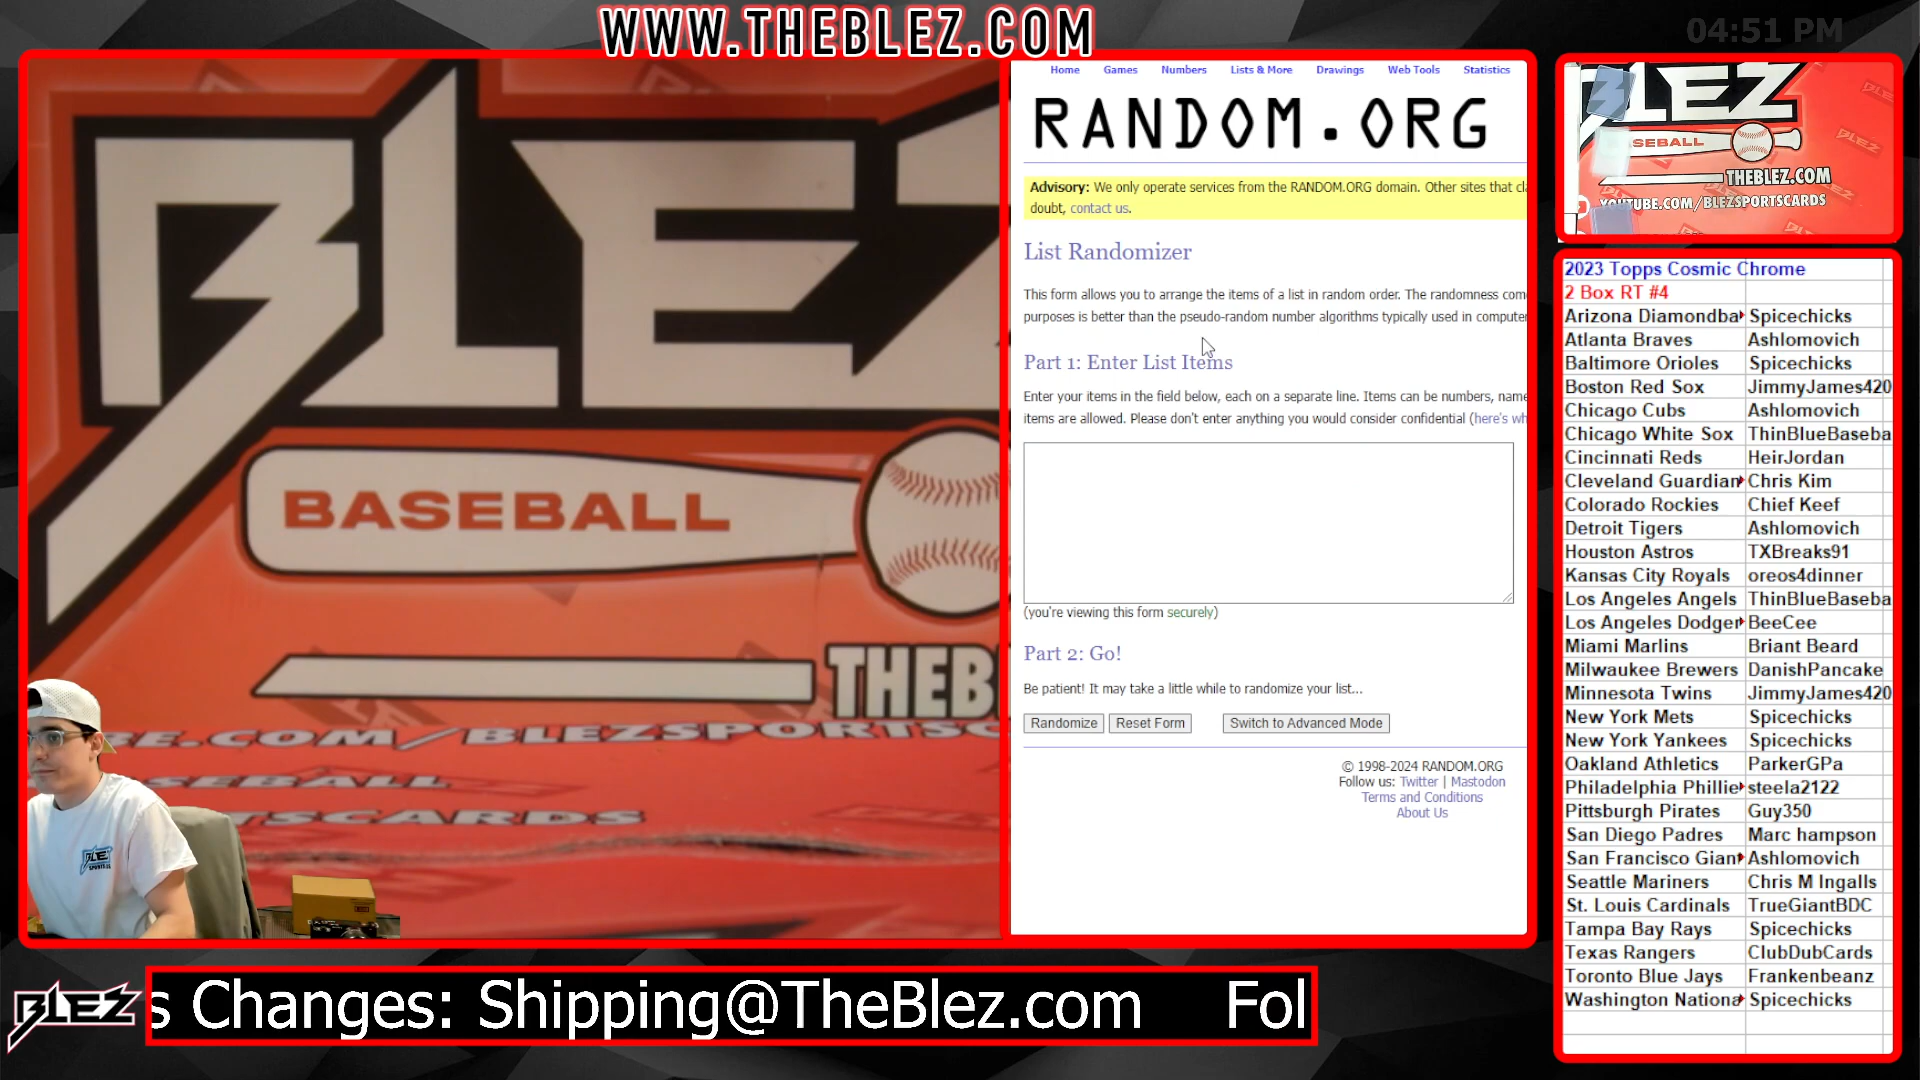 WWW.THEBLEZ.COM
04:51 PM
BLEZ
BASEBALL
THEB
BE.COM/BLEZSPORTSC
SEBALL
TSCARDS
Home Games Numbers Lists & More Drawings Web Tools Statistics
RANDOM.ORG
Advisory: We only operate services from the RANDOM.ORG domain. Other sites that cl
doubt, contact us.
List Randomizer
This form allows you to arrange the items of a list in random order. The randomness com
purposes is better than the pseudo-random number algorithms typically used in compute
Part 1: Enter List Items
Enter your items in the field below, each on a separate line. Items can be numbers, name
items are allowed. Please don't enter anything you would consider confidential (here's wh
(you're viewing this form securely)
Part 2: Go!
Be patient! It may take a little while to randomize your list...
Randomize Reset Form Switch to Advanced Mode
© 1998-2024 RANDOM.ORG
Follow us: Twitter | Mastodon
Terms and Conditions
About Us
LEZ
SEBALL
THEBLEZ.COM
YOUTUBE.COM/BLEZSPORTSCARDS
2023 Topps Cosmic Chrome
2 Box RT #4
Arizona Diamondba Spicechicks
Atlanta Braves Ashlomovich
Baltimore Orioles Spicechicks
Boston Red Sox JimmyJames420
Chicago Cubs Ashlomovich
Chicago White Sox ThinBlueBaseba
Cincinnati Reds HeirJordan
Cleveland Guardian Chris Kim
Colorado Rockies Chief Keef
Detroit Tigers Ashlomovich
Houston Astros TXBreaks91
Kansas City Royals oreos4dinner
Los Angeles Angels ThinBlueBaseba
Los Angeles Dodger BeeCee
Miami Marlins Briant Beard
Milwaukee Brewers DanishPancake
Minnesota Twins JimmyJames420
New York Mets Spicechicks
New York Yankees Spicechicks
Oakland Athletics ParkerGPa
Philadelphia Phillie steela2122
Pittsburgh Pirates Guy350
San Diego Padres Marc hampson
San Francisco Gian Ashlomovich
Seattle Mariners Chris M Ingalls
St. Louis Cardinals TrueGiantBDC
Tampa Bay Rays Spicechicks
Texas Rangers ClubDubCards
Toronto Blue Jays Frankenbeanz
Washington Nationa Spicechicks
BLEZ
s Changes: Shipping@TheBlez.com Fol